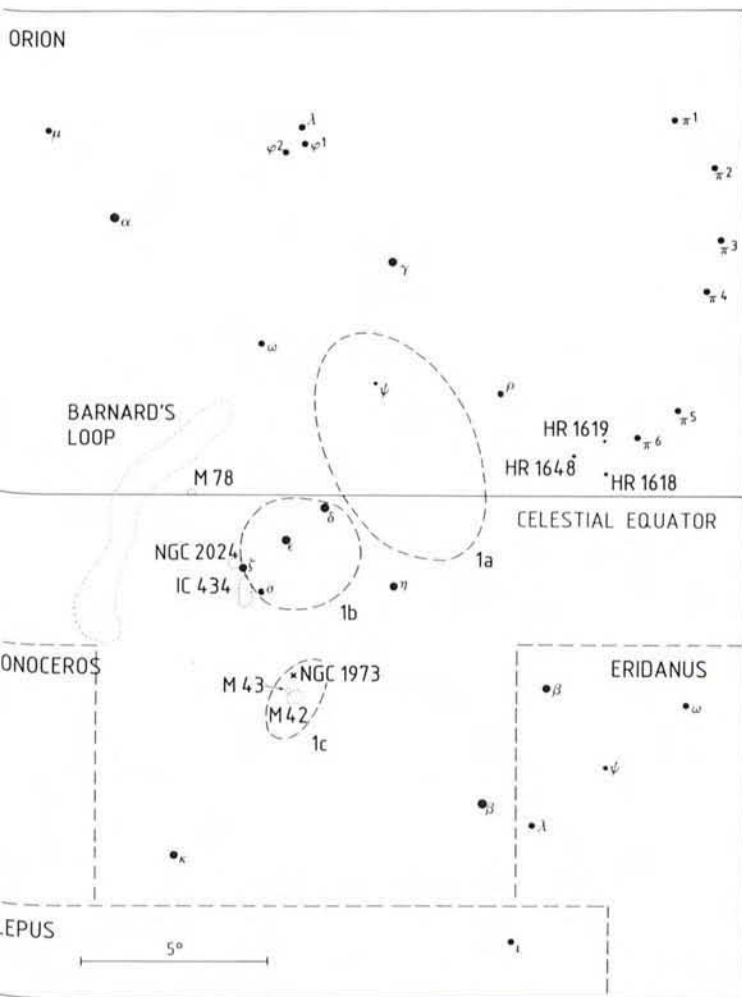 ORION
λ
φ2
φ1
μ
π1
π2
α
π3
γ
π4
ω
ψ
ρ
BARNARD'S
LOOP
π5
HR 1619
π6
HR 1648
M 78
HR 1618
δ
CELESTIAL EQUATOR
ε
NGC 2024
ζ
1a
IC 434
σ
η
1b
ONOCEROS
NGC 1973
ERIDANUS
M 43
β
M 42
ω
1c
ψ
β
λ
κ
LEPUS
5°
ι